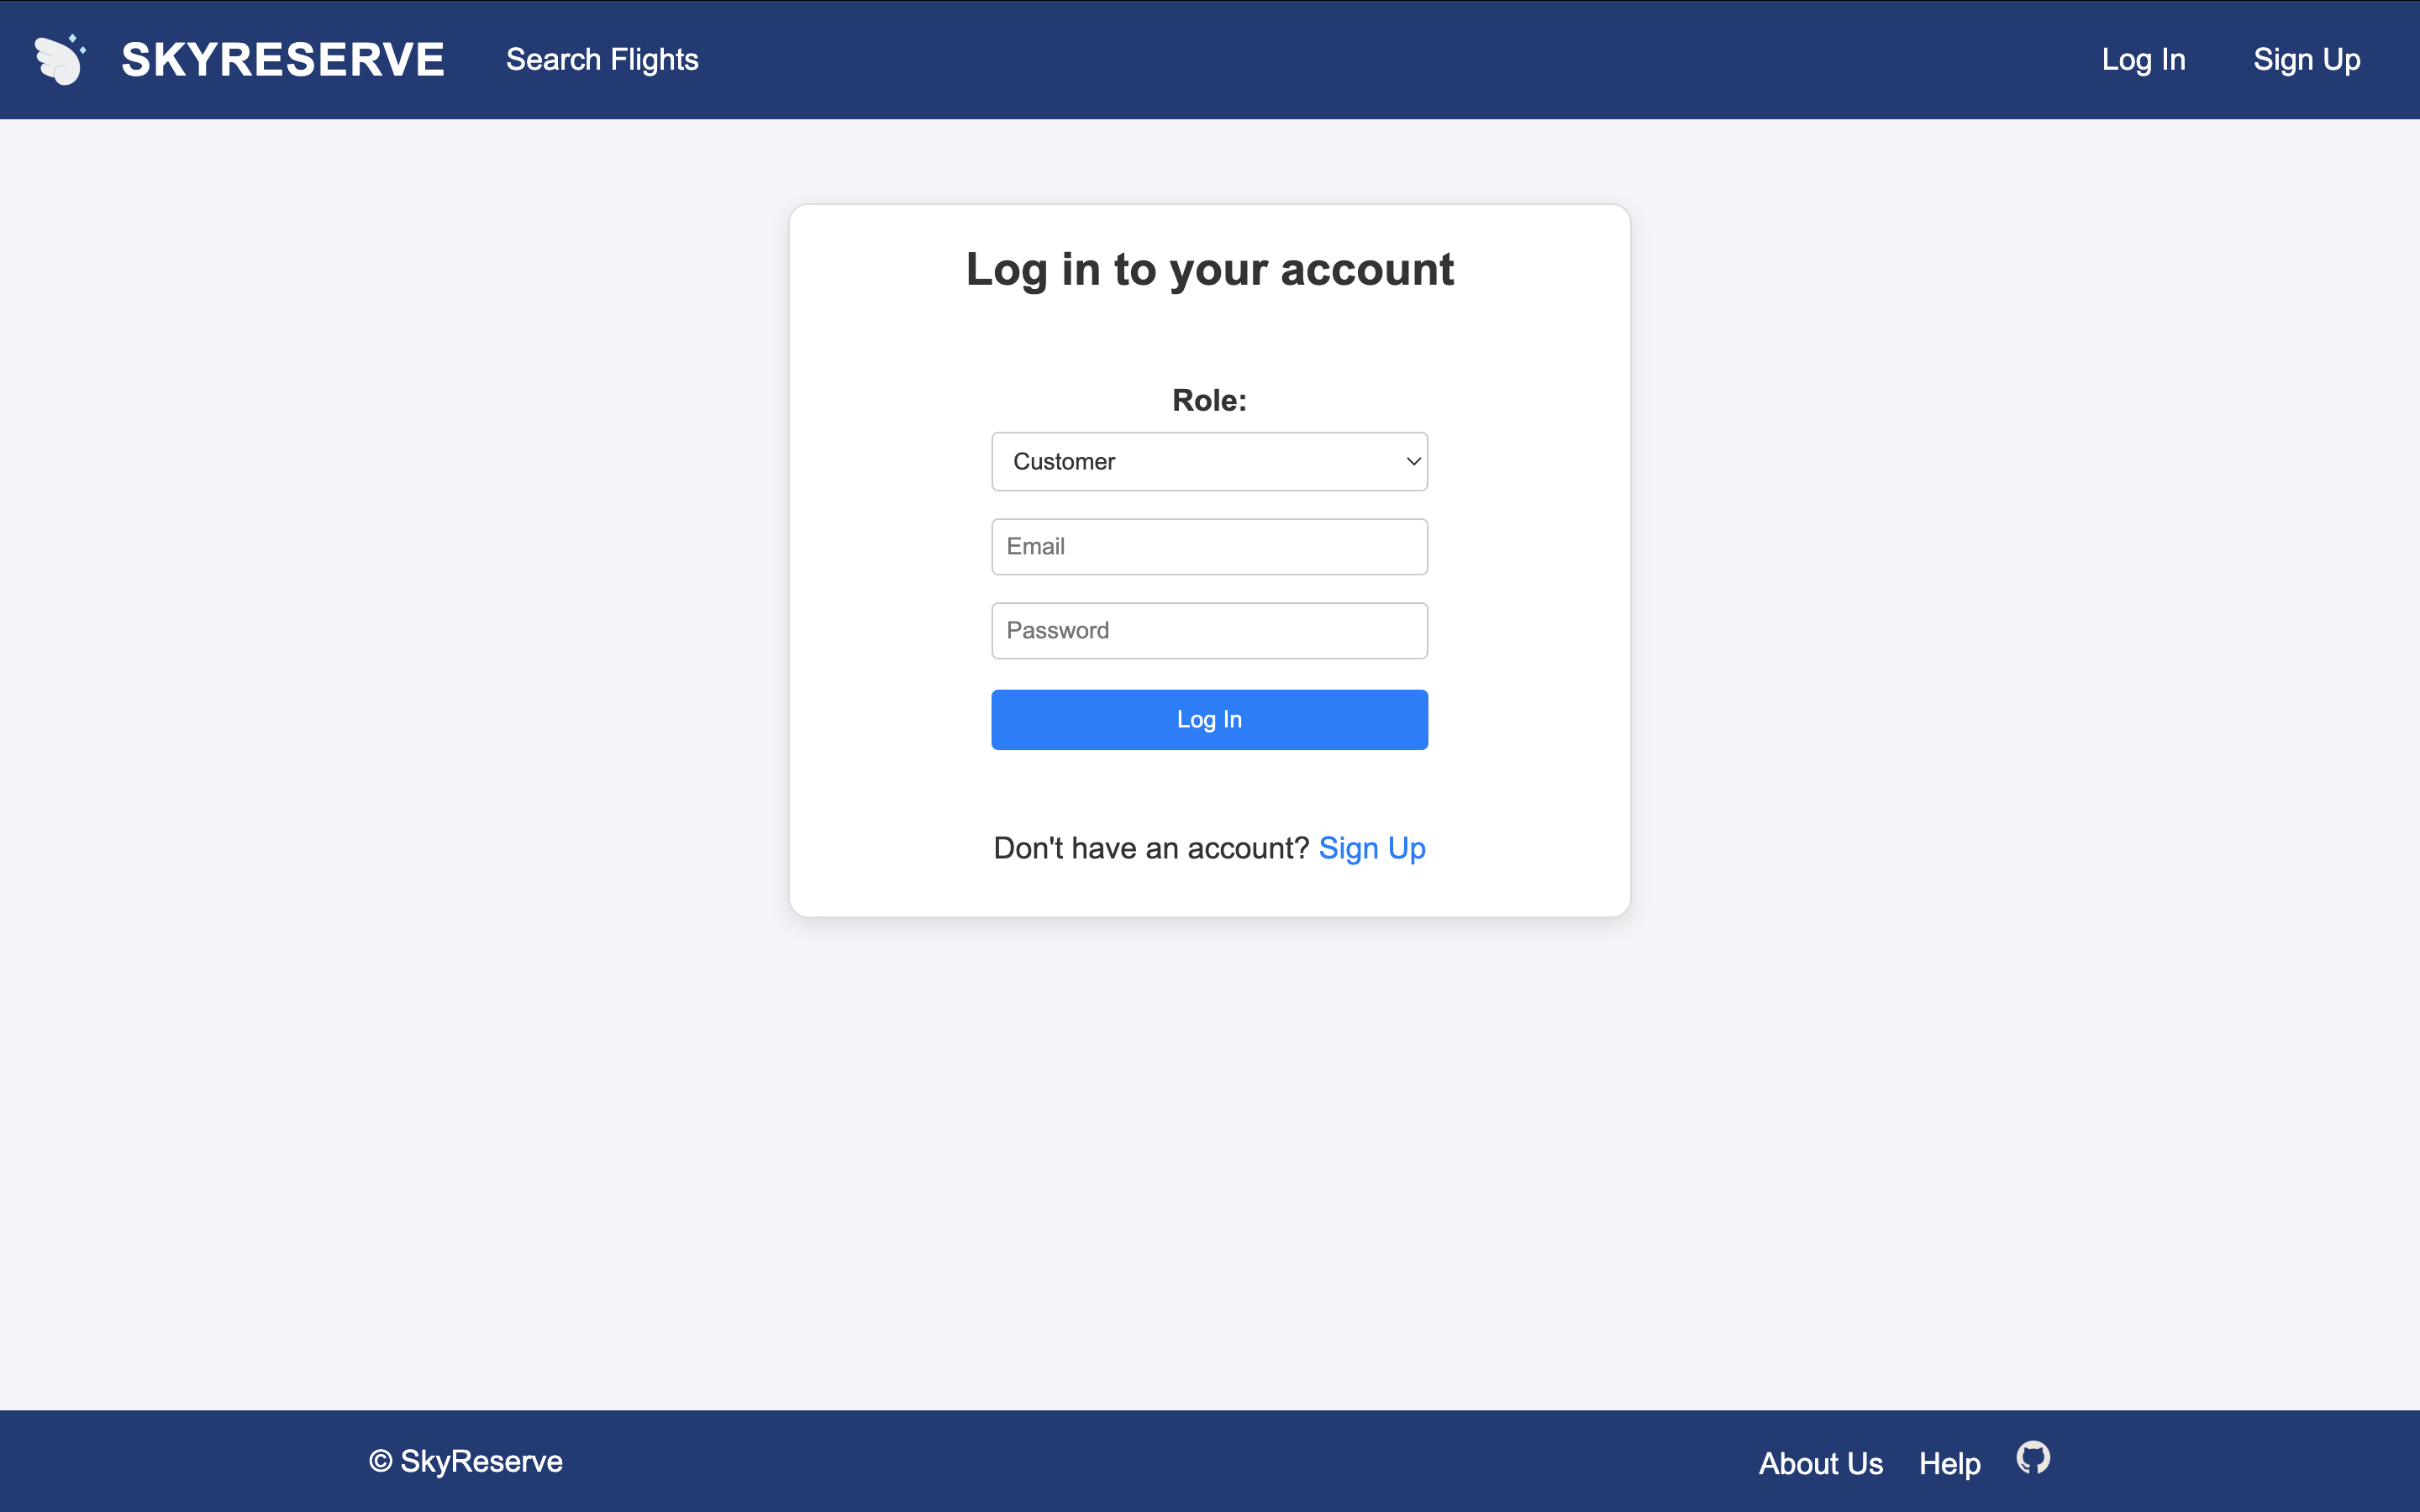 SKYRESERVE Search Flights Log In Sign Up
Log in to your account
Role:
Customer
Email
Password
Log In
Don't have an account? Sign Up
© SkyReserve About Us Help